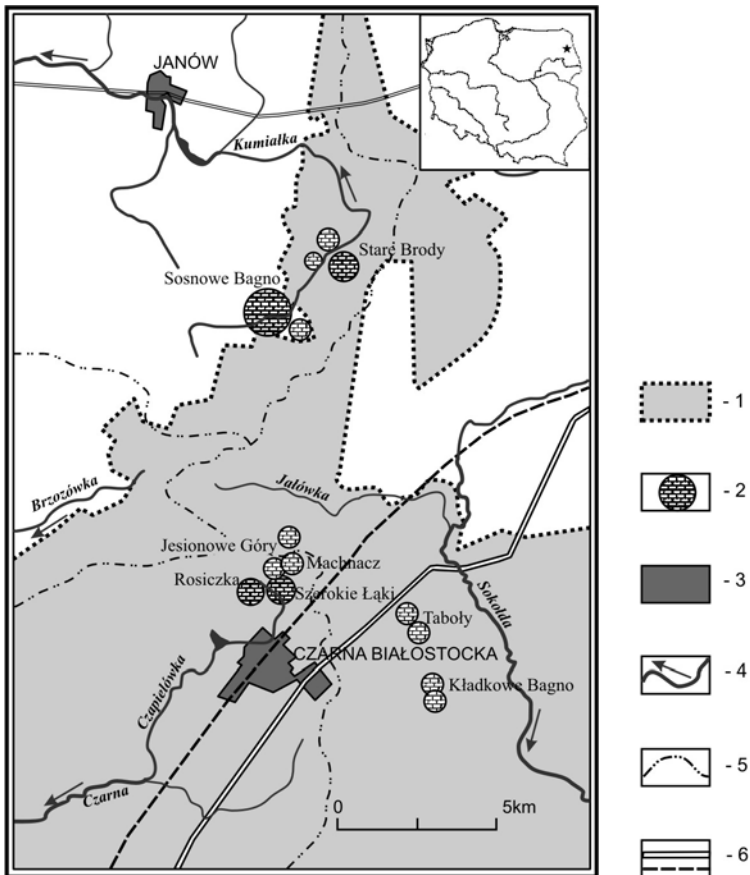 JANÓW
Kumiałka
Stare Brody
Sosnowe Bagno
- 1
Brzozówka
Jałówka
- 2
Jesionowe Góry
Machnacz
Rosiczka
Szerokie Łąki
- 3
Sokołda
Taboły
CZARNA BIAŁOSTOCKA
- 4
Kładkowe Bagno
Czapielówka
- 5
Czarna
0
5km
- 6